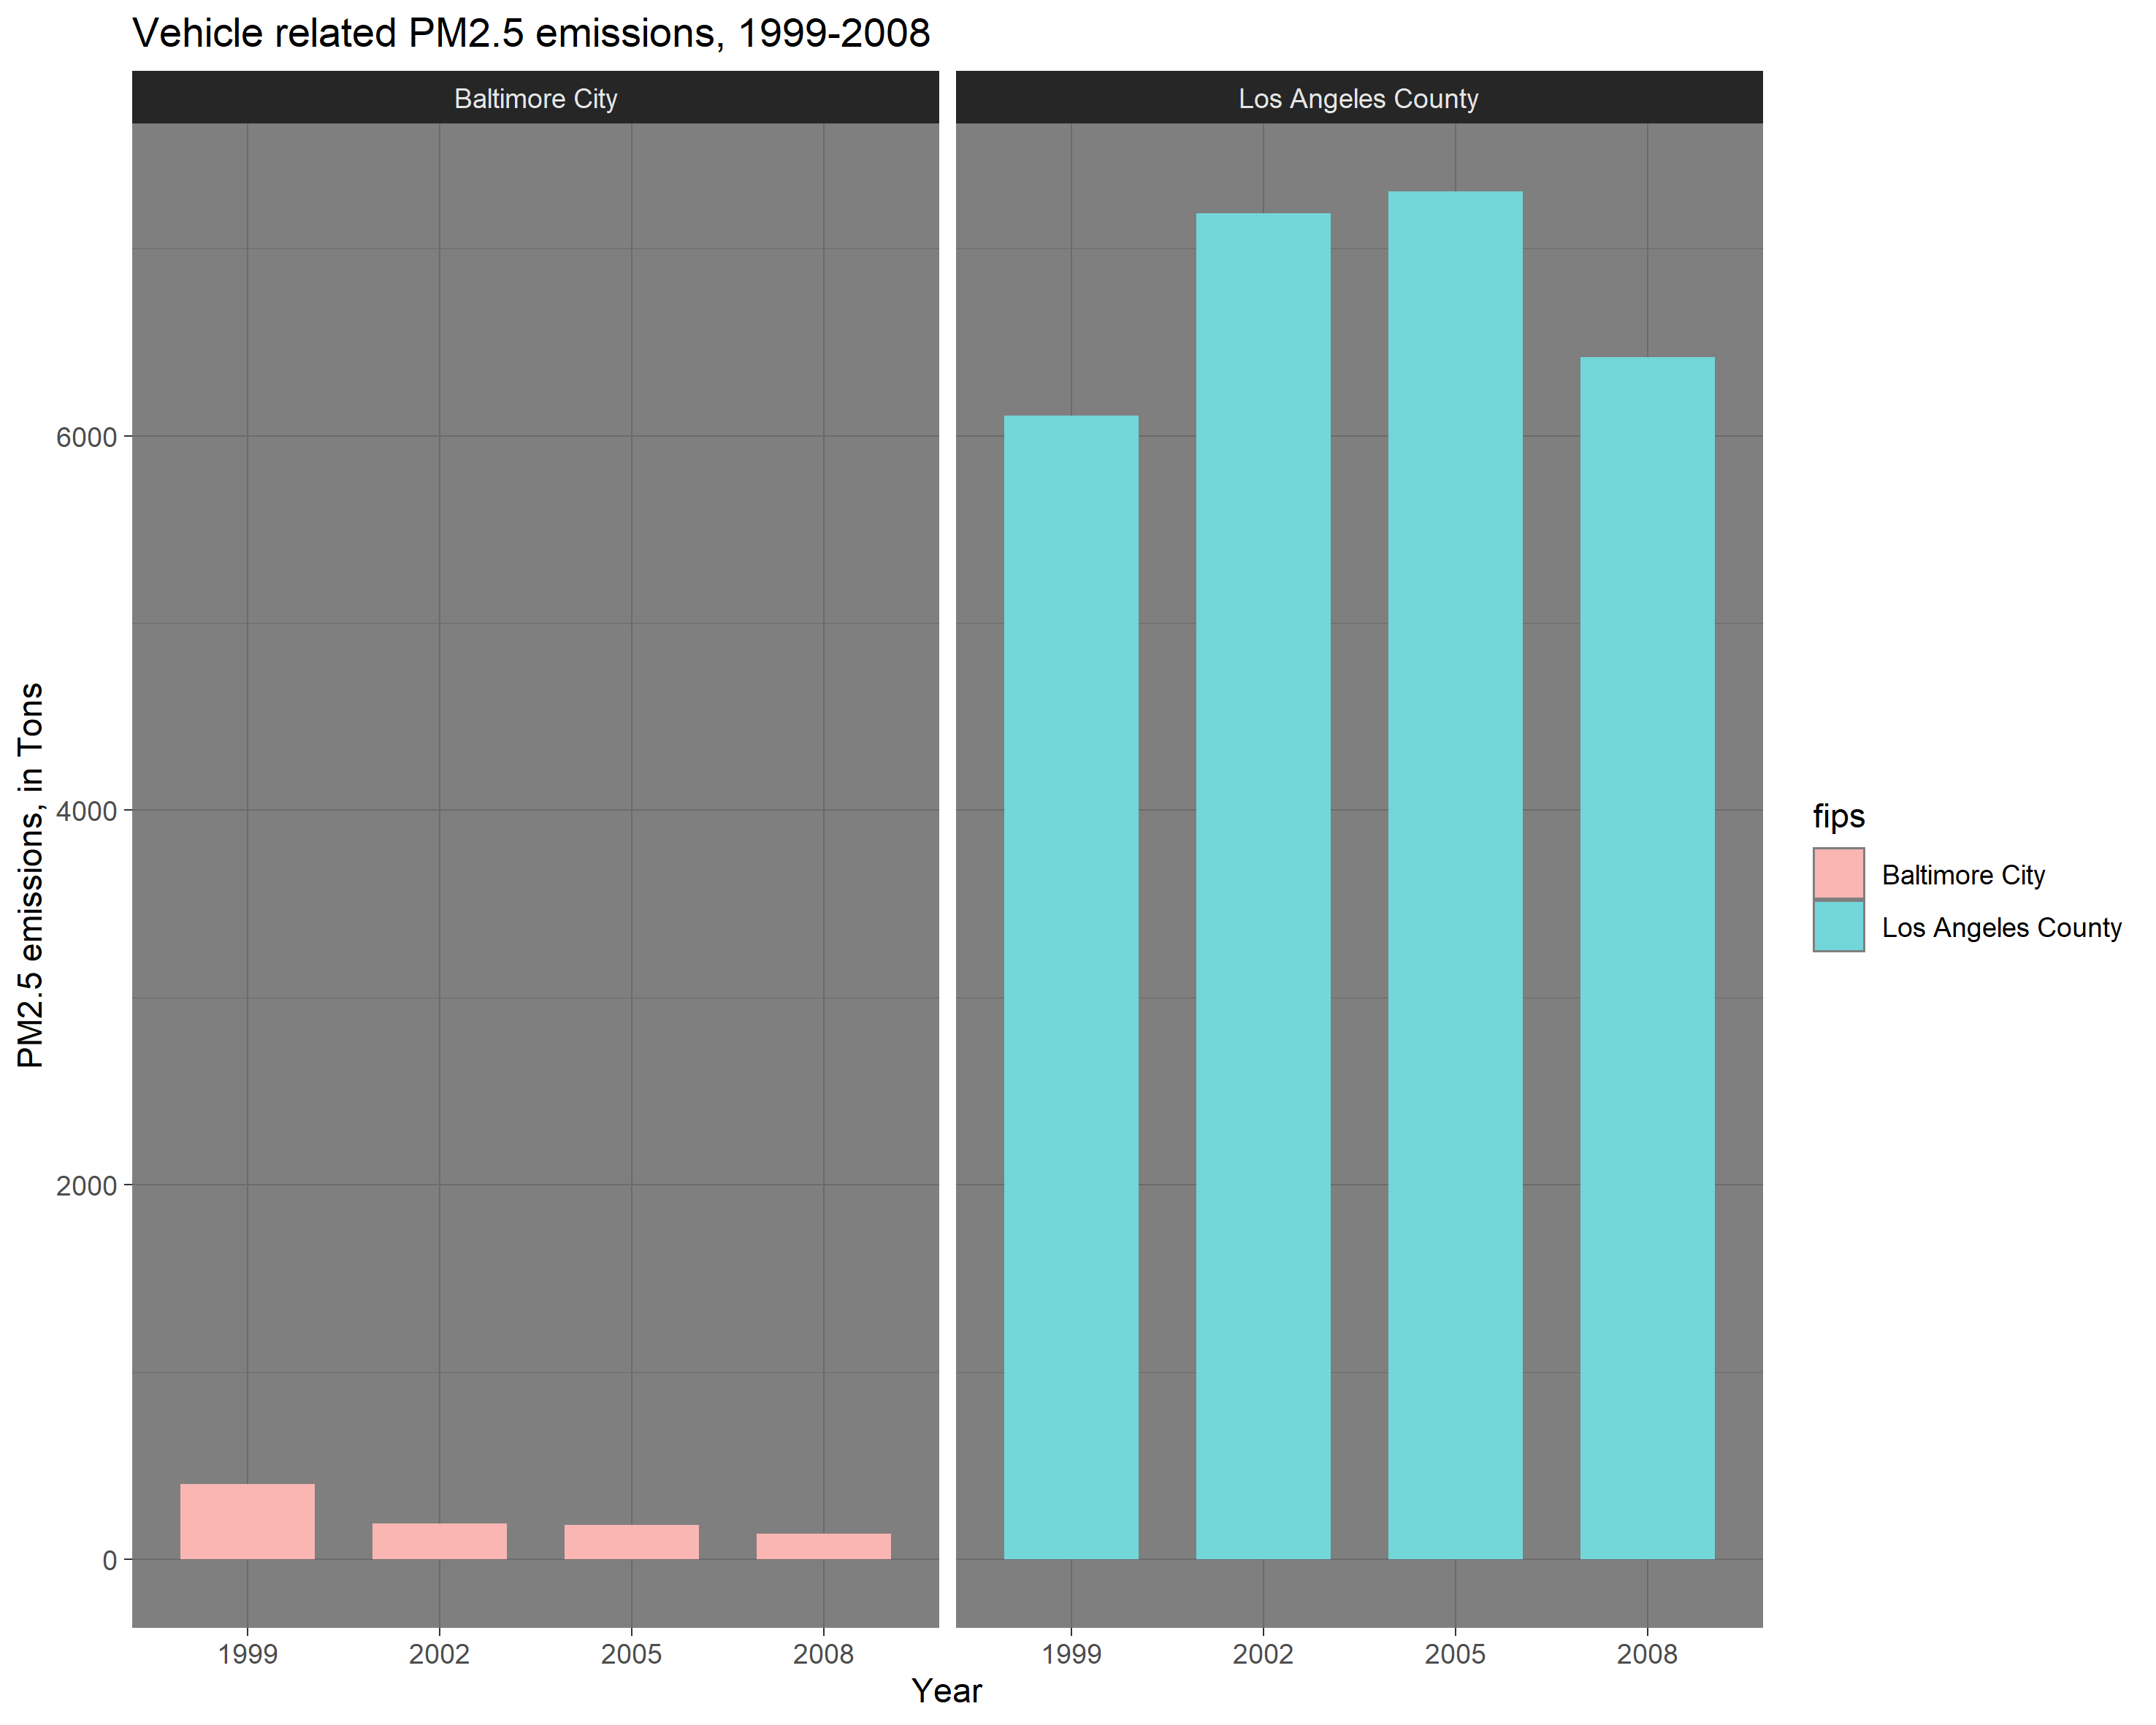 Vehicle related PM2.5 emissions, 1999-2008
Baltimore City
Los Angeles County
PM2.5 emissions, in Tons
6000
4000
2000
0
1999
2002
2005
2008
1999
2002
2005
2008
Year
fips
Baltimore City
Los Angeles County